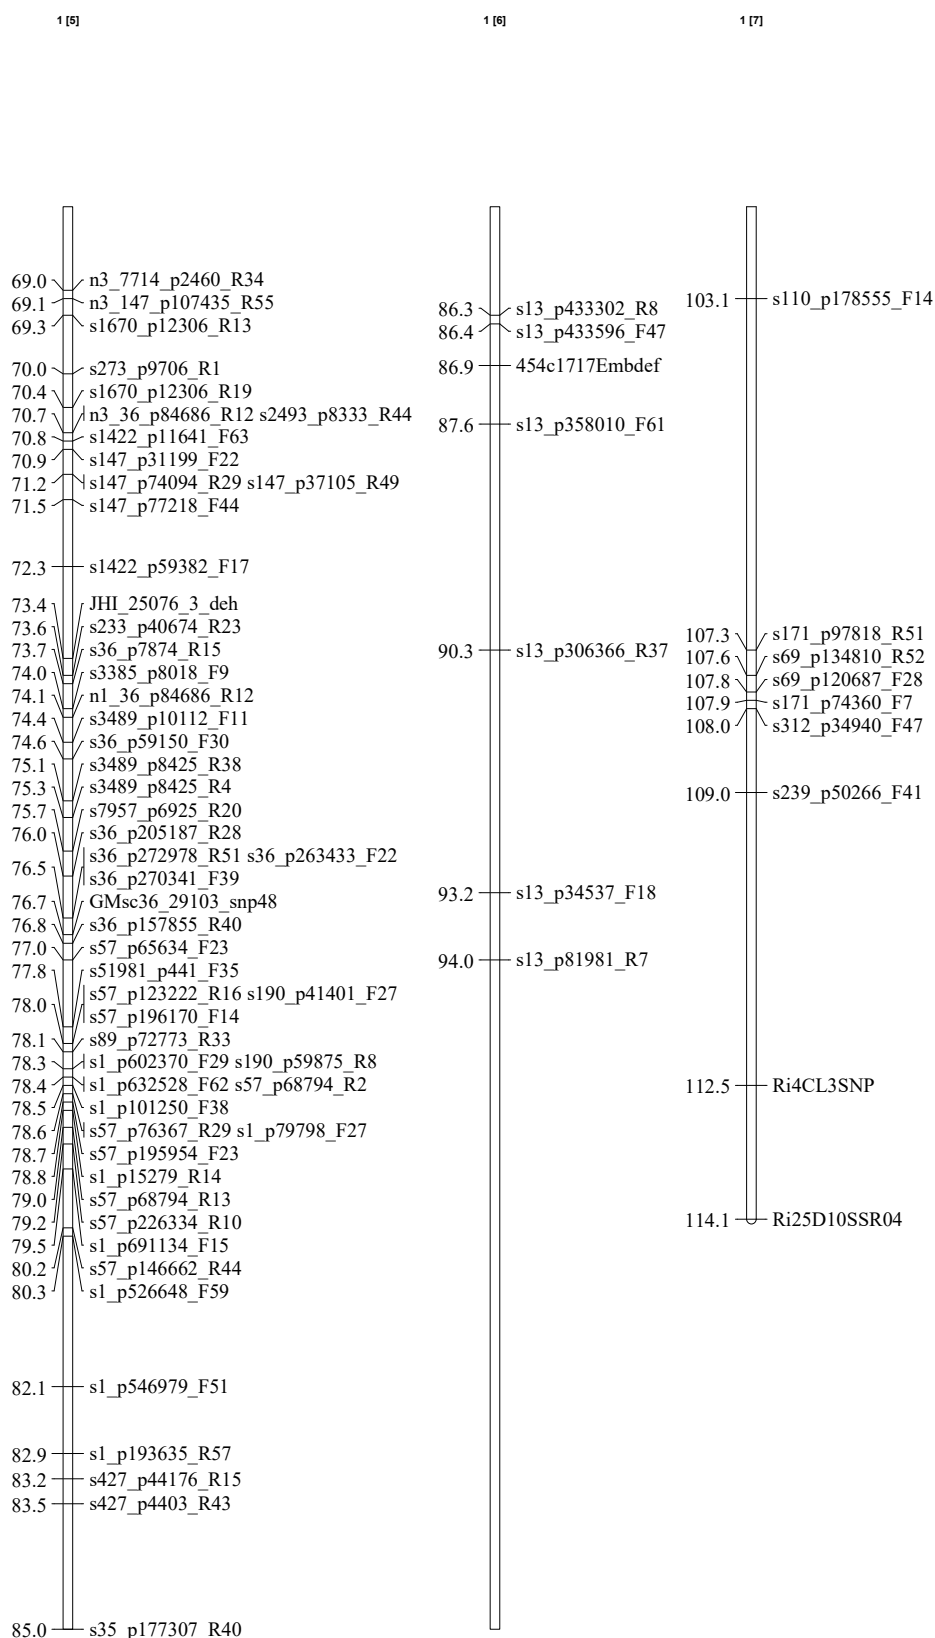 1 [5]
69.0 n3_7714_p2460_R34
69.1 n3_147_p107435_R55
69.3 s1670_p12306_R13
70.0 s273_p9706_R1
70.4 s1670_p12306_R19
70.7 n3_36_p84686_R12 s2493_p8333_R44
70.8 s1422_p11641_F63
70.9 s147_p31199_F22
71.2 s147_p74094_R29 s147_p37105_R49
71.5 s147_p77218_F44
72.3 s1422_p59382_F17
73.4 JHI_25076_3_deh
73.6 s233_p40674_R23
73.7 s36_p7874_R15
74.0 s3385_p8018_F9
74.1 n1_36_p84686_R12
74.4 s3489_p10112_F11
74.6 s36_p59150_F30
75.1 s3489_p8425_R38
75.3 s3489_p8425_R4
75.7 s7957_p6925_R20
76.0 s36_p205187_R28
76.5 s36_p272978_R51 s36_p263433_F22
s36_p270341_F39
76.7 GMsc36_29103_snp48
76.8 s36_p157855_R40
77.0 s57_p65634_F23
77.8 s51981_p441_F35
78.0 s57_p123222_R16 s190_p41401_F27
s57_p196170_F14
78.1 s89_p72773_R33
78.3 s1_p602370_F29 s190_p59875_R8
78.4 s1_p632528_F62 s57_p68794_R2
78.5 s1_p101250_F38
78.6 s57_p76367_R29 s1_p79798_F27
78.7 s57_p195954_F23
78.8 s1_p15279_R14
79.0 s57_p68794_R13
79.2 s57_p226334_R10
79.5 s1_p691134_F15
80.2 s57_p146662_R44
80.3 s1_p526648_F59
82.1 s1_p546979_F51
82.9 s1_p193635_R57
83.2 s427_p44176_R15
83.5 s427_p4403_R43
85.0 s35_p177307_R40
1 [6]
86.3 s13_p433302_R8
86.4 s13_p433596_F47
86.9 454c1717Embdef
87.6 s13_p358010_F61
90.3 s13_p306366_R37
93.2 s13_p34537_F18
94.0 s13_p81981_R7
1 [7]
103.1 s110_p178555_F14
107.3 s171_p97818_R51
107.6 s69_p134810_R52
107.8 s69_p120687_F28
107.9 s171_p74360_F7
108.0 s312_p34940_F47
109.0 s239_p50266_F41
112.5 Ri4CL3SNP
114.1 Ri25D10SSR04